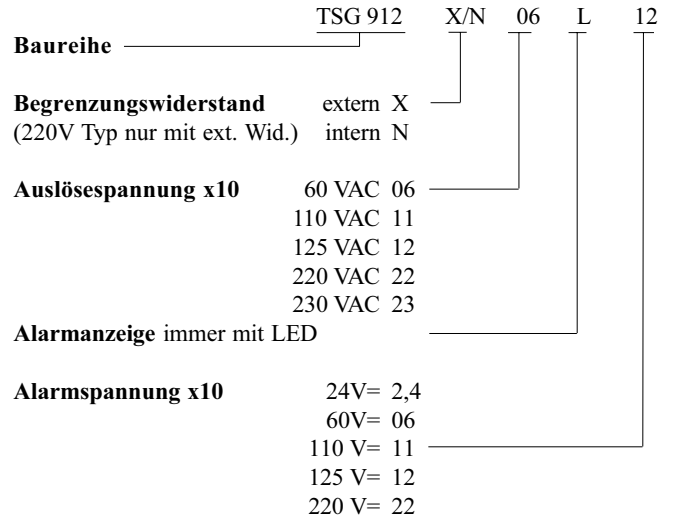 TSG 912 X/N 06 L 12
Baureihe
Begrenzungswiderstand extern X
(220V Typ nur mit ext. Wid.) intern N
Auslösespannung x10 60 VAC 06
110 VAC 11
125 VAC 12
220 VAC 22
230 VAC 23
Alarmanzeige immer mit LED
Alarmspannung x10 24V= 2,4
60V= 06
110 V= 11
125 V= 12
220 V= 22